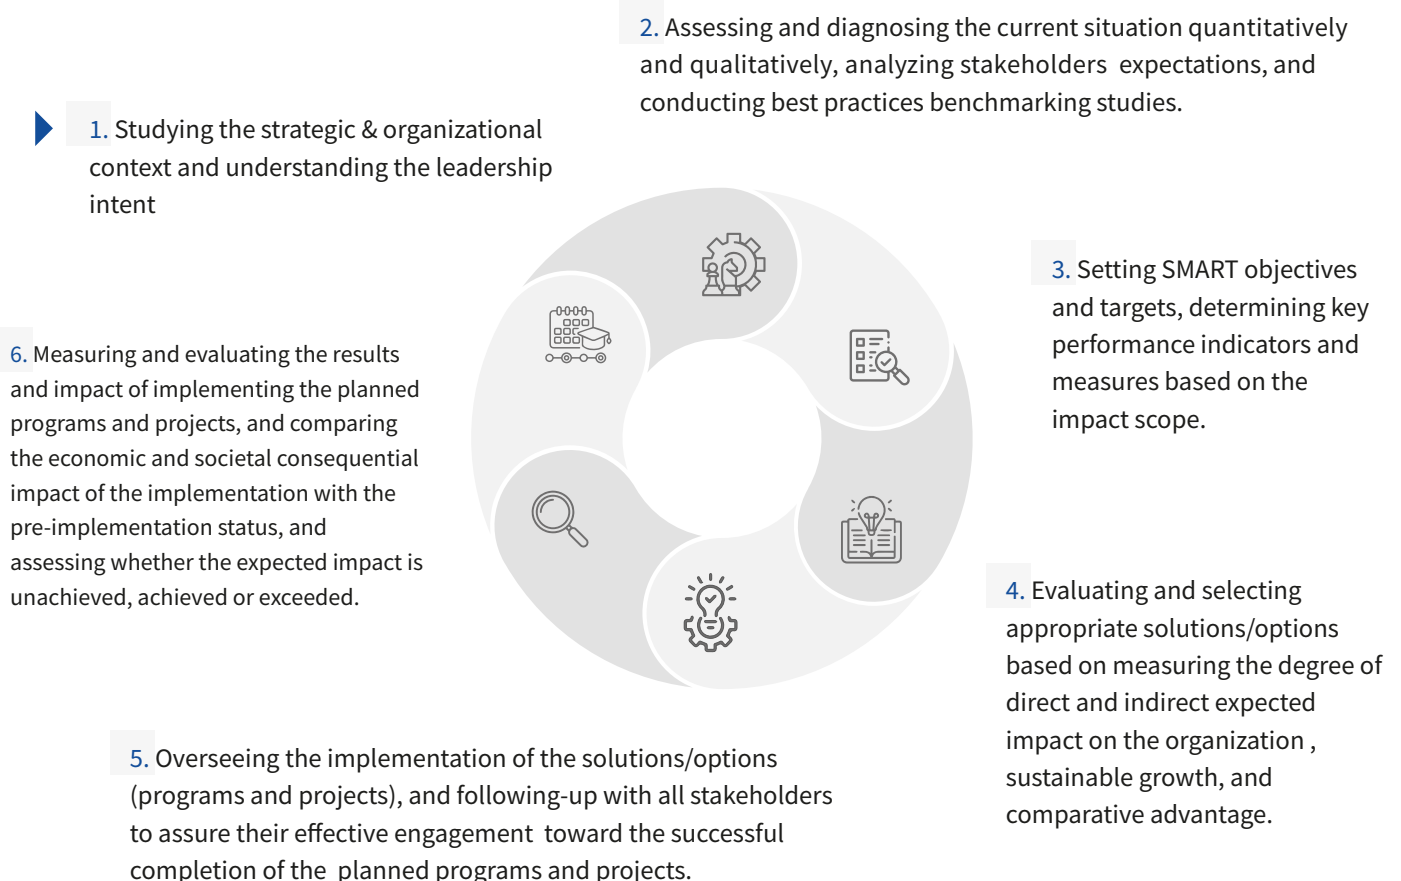 1. Studying the strategic & organizational
context and understanding the leadership
intent
2. Assessing and diagnosing the current situation quantitatively
and qualitatively, analyzing stakeholders  expectations, and
conducting best practices benchmarking studies.
3. Setting SMART objectives
and targets, determining key
performance indicators and
measures based on the
impact scope.
4. Evaluating and selecting
appropriate solutions/options
based on measuring the degree of
direct and indirect expected
impact on the organization ,
sustainable growth, and
comparative advantage.
5. Overseeing the implementation of the solutions/options
(programs and projects), and following-up with all stakeholders
to assure their effective engagement  toward the successful
completion of the  planned programs and projects.
6. Measuring and evaluating the results
and impact of implementing the planned
programs and projects, and comparing
the economic and societal consequential
impact of the implementation with the
pre-implementation status, and
assessing whether the expected impact is
unachieved, achieved or exceeded.